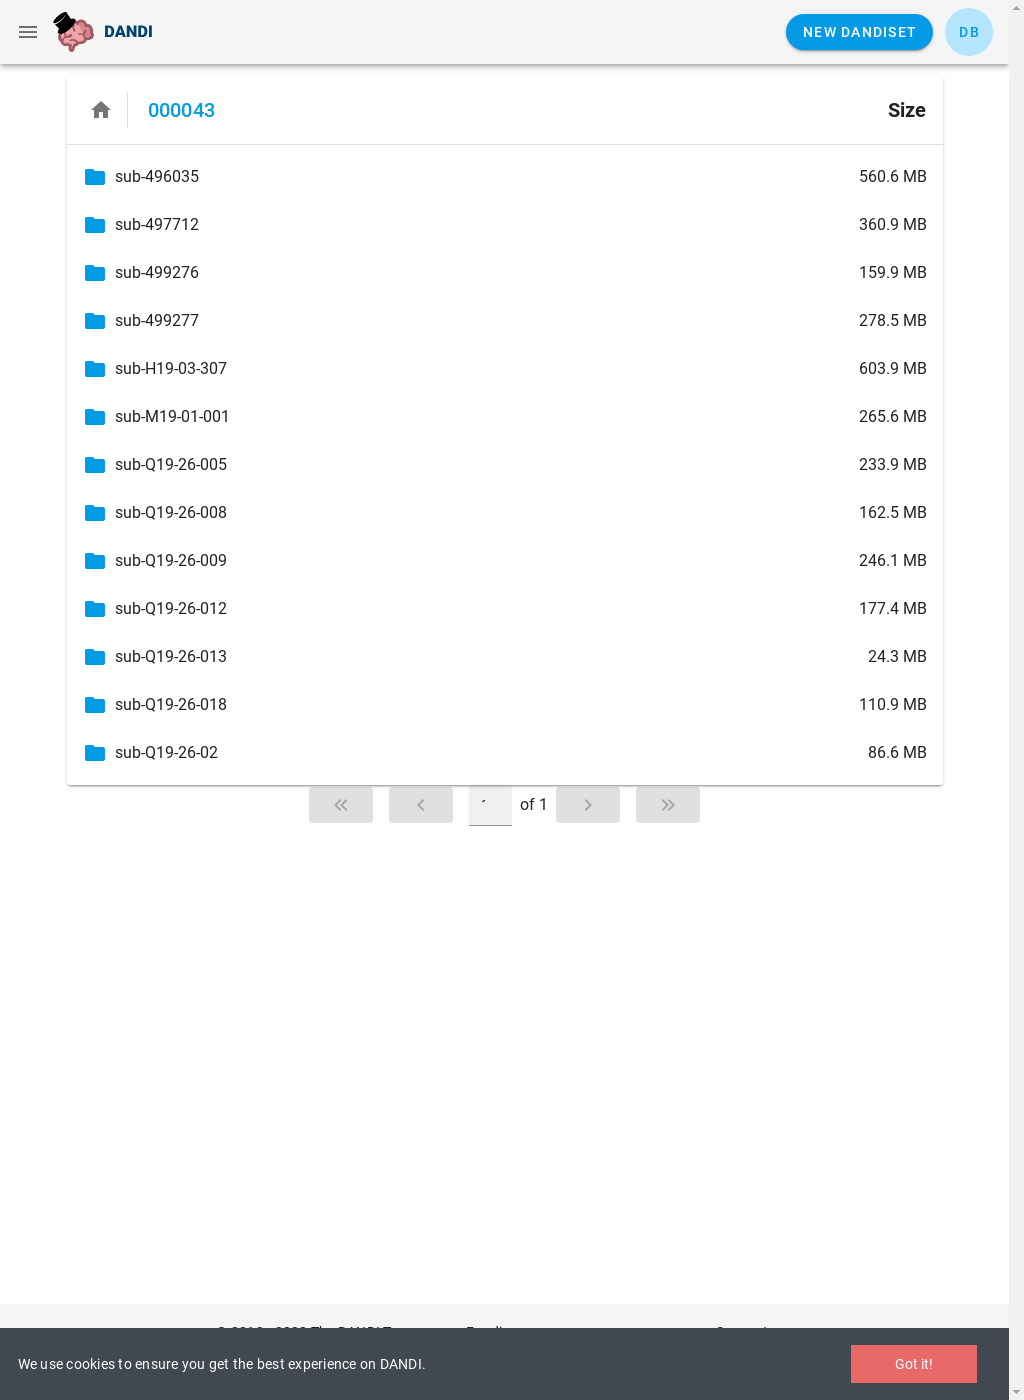 DANDI
NEW DANDISET
DB
000043
Size
sub-496035 560.6 MB
sub-497712 360.9 MB
sub-499276 159.9 MB
sub-499277 278.5 MB
sub-H19-03-307 603.9 MB
sub-M19-01-001 265.6 MB
sub-Q19-26-005 233.9 MB
sub-Q19-26-008 162.5 MB
sub-Q19-26-009 246.1 MB
sub-Q19-26-012 177.4 MB
sub-Q19-26-013 24.3 MB
sub-Q19-26-018 110.9 MB
sub-Q19-26-02 86.6 MB
of 1
We use cookies to ensure you get the best experience on DANDI.
Got it!